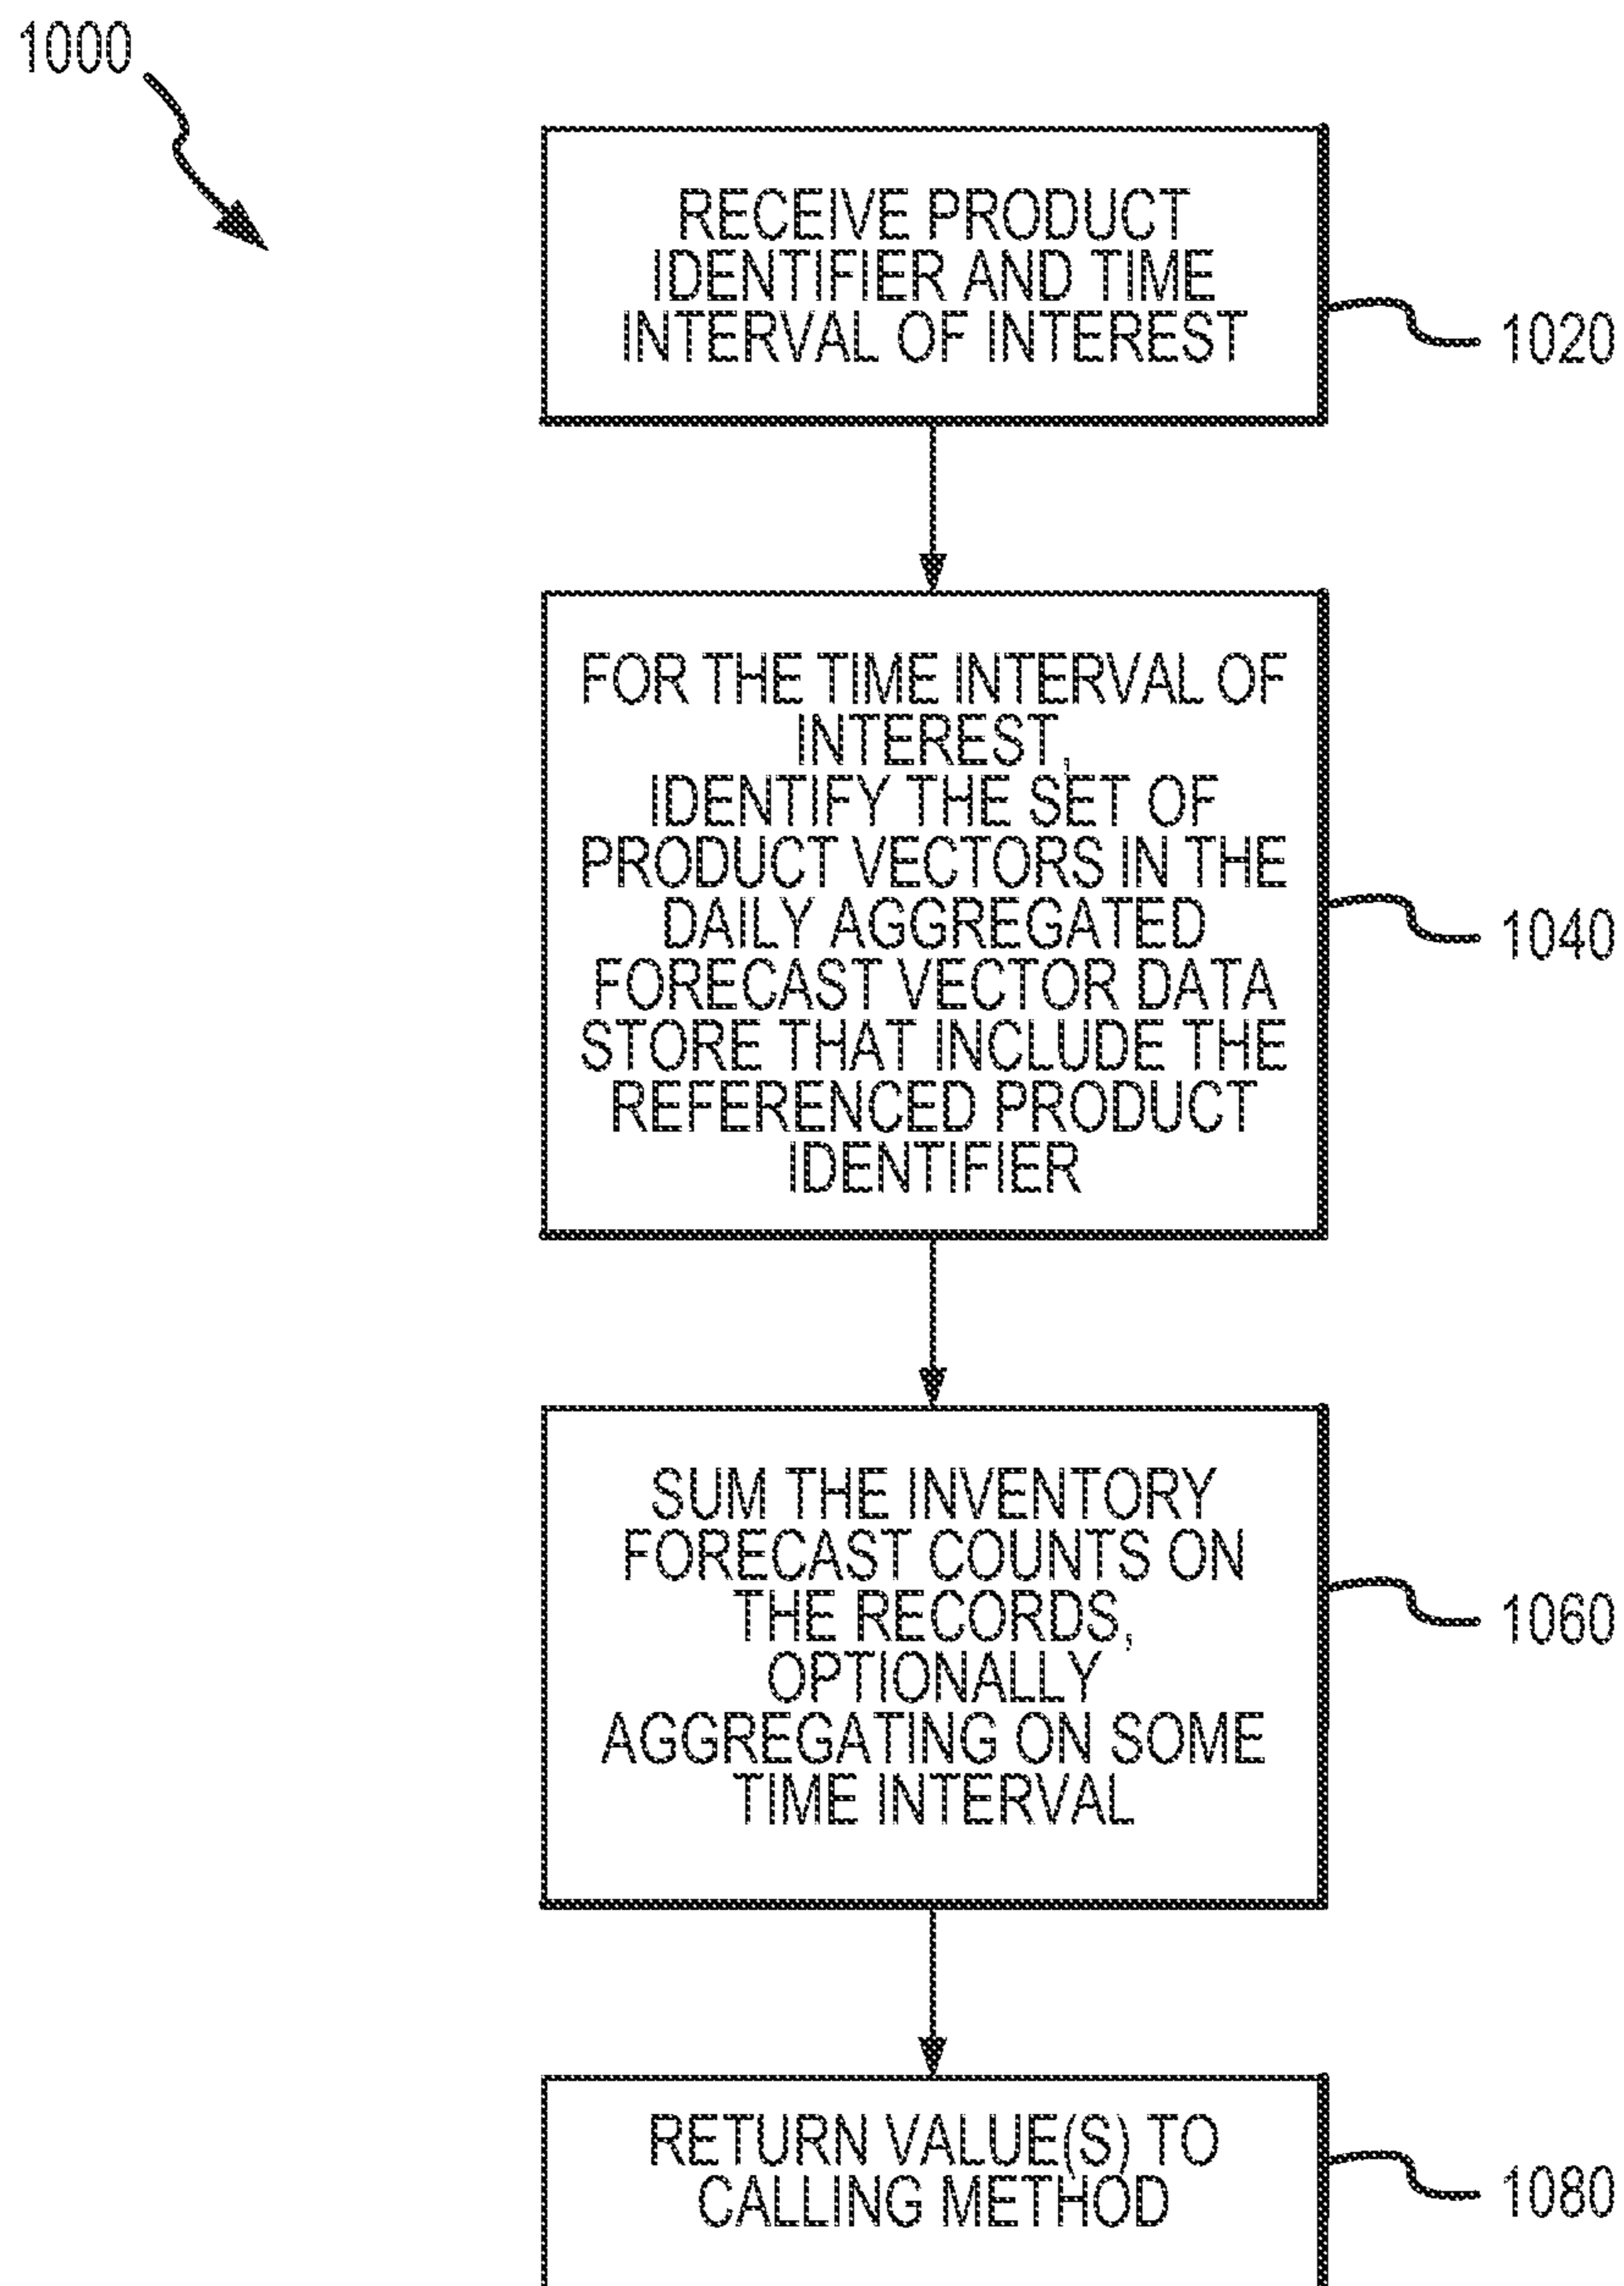 1000
RECEIVE PRODUCT
IDENTIFIER AND TIME
INTERVAL OF INTEREST
1020
FOR THE TIME INTERVAL OF
INTEREST,
IDENTIFY THE SET OF
PRODUCT VECTORS IN THE
DAILY AGGREGATED
FORECAST VECTOR DATA
STORE THAT INCLUDE THE
REFERENCED PRODUCT
IDENTIFIER
1040
SUM THE INVENTORY
FORECAST COUNTS ON
THE RECORDS,
OPTIONALLY
AGGREGATING ON SOME
TIME INTERVAL
1060
RETURN VALUE(S) TO
CALLING METHOD
1080